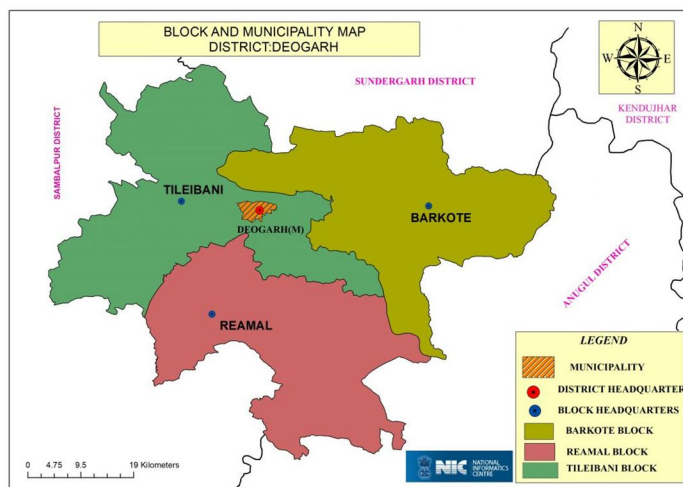 BLOCK AND MUNICIPALITY MAP
DISTRICT:DEOGARH
N
W E
S
SUNDERGARH DISTRICT
KENDUJHAR
DISTRICT
SAMBALPUR DISTRICT
TILEIBANI
BARKOTE
DEOGARH(M)
ANUGUL DISTRICT
REAMAL
LEGEND
MUNICIPALITY
DISTRICT HEADQUARTER
BLOCK HEADQUARTERS
BARKOTE BLOCK
REAMAL BLOCK
TILEIBANI BLOCK
0 4.75 9.5 19 Kilometers
NIC
NATIONAL
INFORMATICS
CENTRE